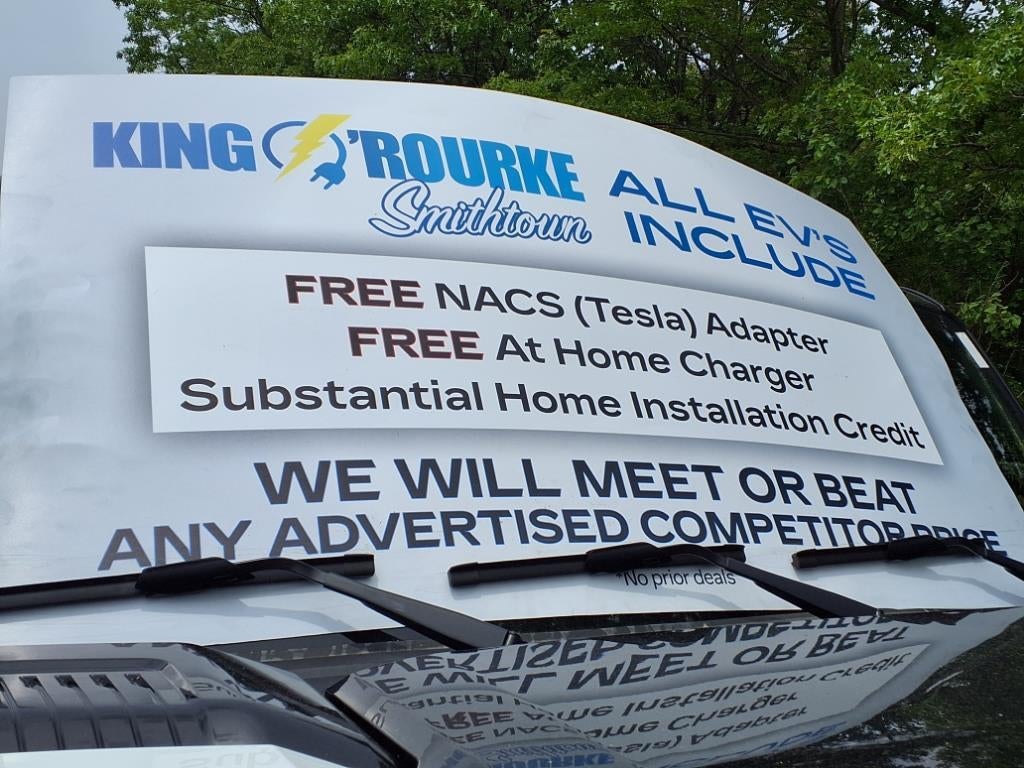 KING O'ROURKE
Smithtown
ALL EV'S
INCLUDE
FREE NACS (Tesla) Adapter
FREE At Home Charger
Substantial Home Installation Credit
WE WILL MEET OR BEAT
ANY ADVERTISED COMPETITOR PRICE
*No prior deals